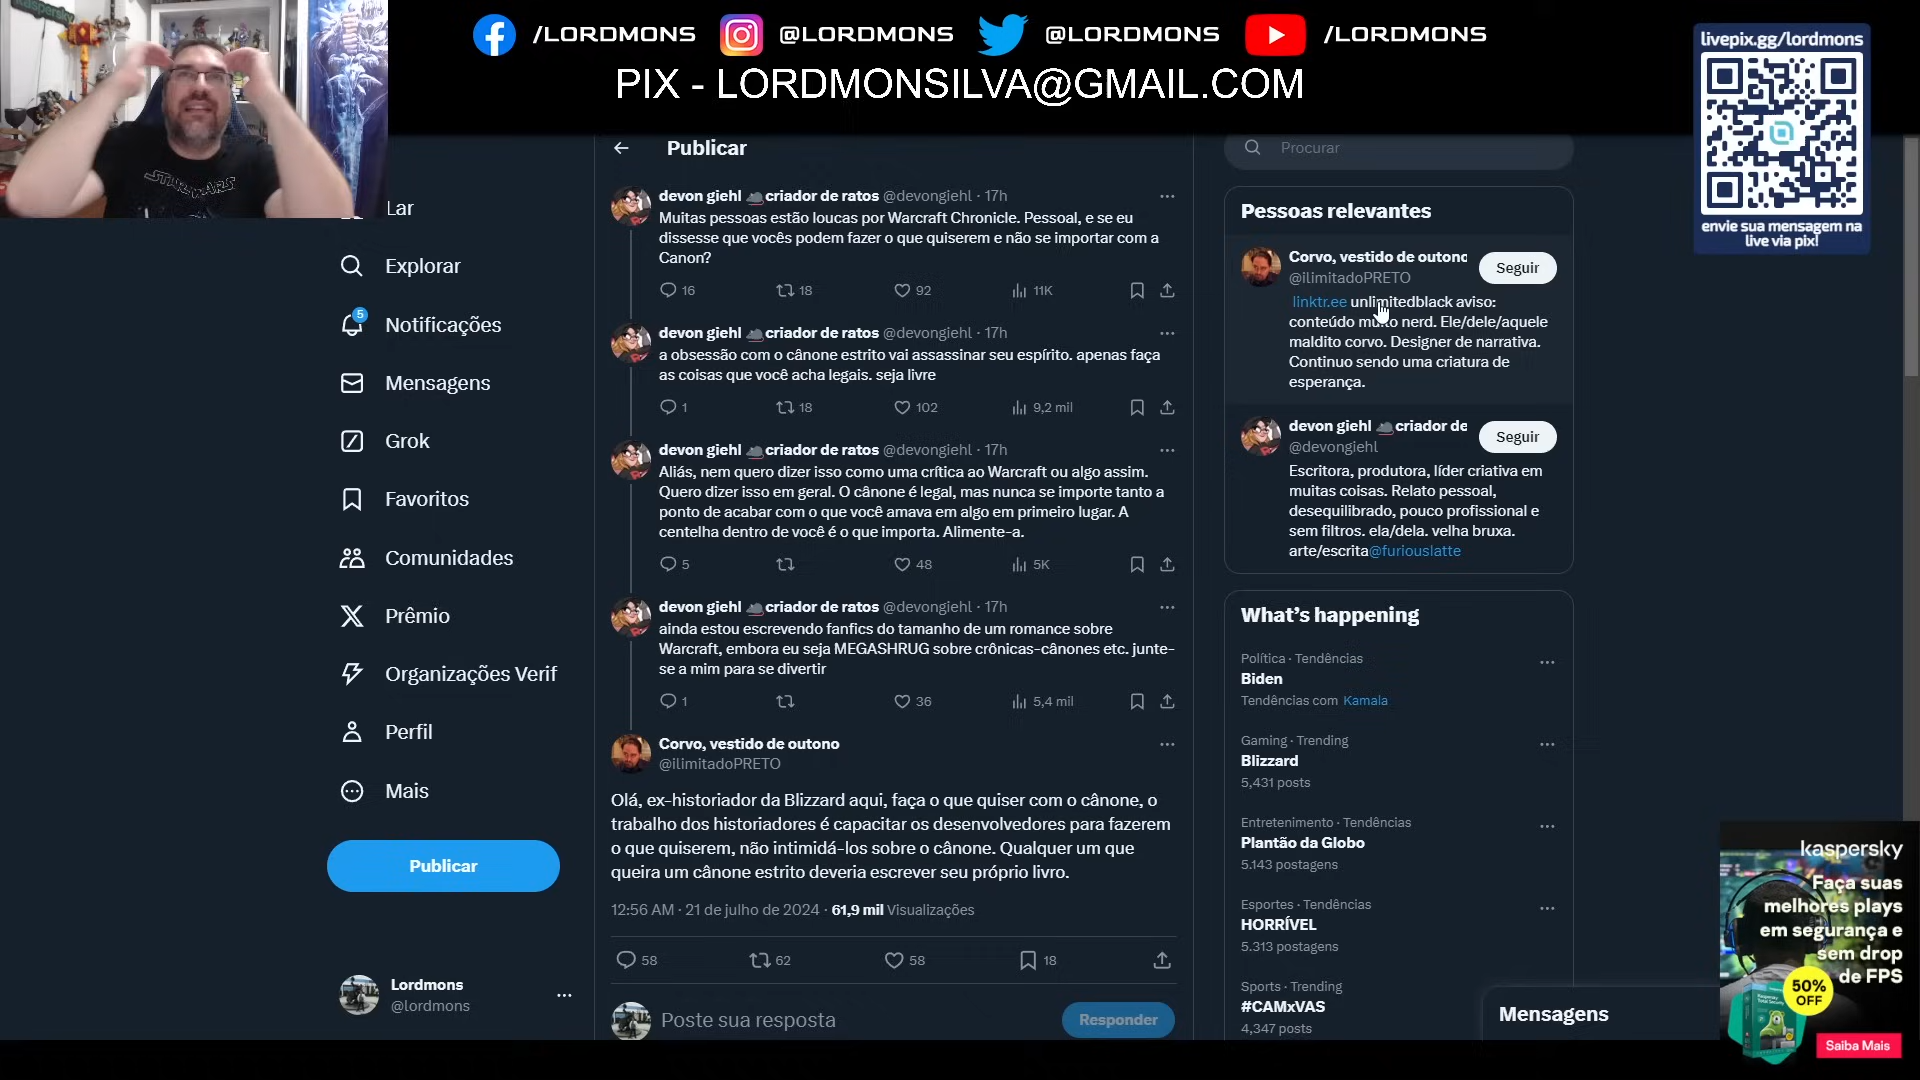 /LORDMONS @LORDMONS @LORDMONS /LORDMONS
PIX - LORDMONSILVA@GMAIL.COM
livepix.gg/lordmons
envie sua mensagem na
live via pix!
kaspersky
STAR WARS
Lar
Explorar
5
Notificações
Mensagens
Grok
Favoritos
Comunidades
Prêmio
Organizações Verif
Perfil
Mais
Publicar
Lordmons
@lordmons
Publicar
devon giehl criador de ratos @devongiehl · 17h
Muitas pessoas estão loucas por Warcraft Chronicle. Pessoal, e se eu
dissesse que vocês podem fazer o que quiserem e não se importar com a
Canon?
16 18 92 11K
devon giehl criador de ratos @devongiehl · 17h
a obsessão com o cânone estrito vai assassinar seu espírito. apenas faça
as coisas que você acha legais. seja livre
1 18 102 9,2 mil
devon giehl criador de ratos @devongiehl · 17h
Aliás, nem quero dizer isso como uma crítica ao Warcraft ou algo assim.
Quero dizer isso em geral. O cânone é legal, mas nunca se importe tanto a
ponto de acabar com o que você amava em algo em primeiro lugar. A
centelha dentro de você é o que importa. Alimente-a.
5 48 5K
devon giehl criador de ratos @devongiehl · 17h
ainda estou escrevendo fanfics do tamanho de um romance sobre
Warcraft, embora eu seja MEGASHRUG sobre crônicas-cânones etc. junte-
se a mim para se divertir
1 36 5,4 mil
Corvo, vestido de outono
@ilimitadoPRETO
Olá, ex-historiador da Blizzard aqui, faça o que quiser com o cânone, o
trabalho dos historiadores é capacitar os desenvolvedores para fazerem
o que quiserem, não intimidá-los sobre o cânone. Qualquer um que
queira um cânone estrito deveria escrever seu próprio livro.
12:56 AM · 21 de julho de 2024 · 61,9 mil Visualizações
58 62 58 18
Poste sua resposta
Responder
Procurar
Pessoas relevantes
Corvo, vestido de outono
@ilimitadoPRETO
Seguir
linktr.ee unlimitedblack aviso:
conteúdo muito nerd. Ele/dele/aquele
maldito corvo. Designer de narrativa.
Continuo sendo uma criatura de
esperança.
devon giehl criador de
@devongiehl
Seguir
Escritora, produtora, líder criativa em
muitas coisas. Relato pessoal,
desequilibrado, pouco profissional e
sem filtros. ela/dela. velha bruxa.
arte/escrita@furiouslatte
What's happening
Política · Tendências
Biden
Tendências com Kamala
Gaming · Trending
Blizzard
5,431 posts
Entretenimento · Tendências
Plantão da Globo
5.143 postagens
Esportes · Tendências
HORRÍVEL
5.313 postagens
Sports · Trending
#CAMxVAS
4,347 posts
Mensagens
kaspersky
Faça suas
melhores plays
em segurança e
sem drop
de FPS
50%
OFF
Saiba Mais